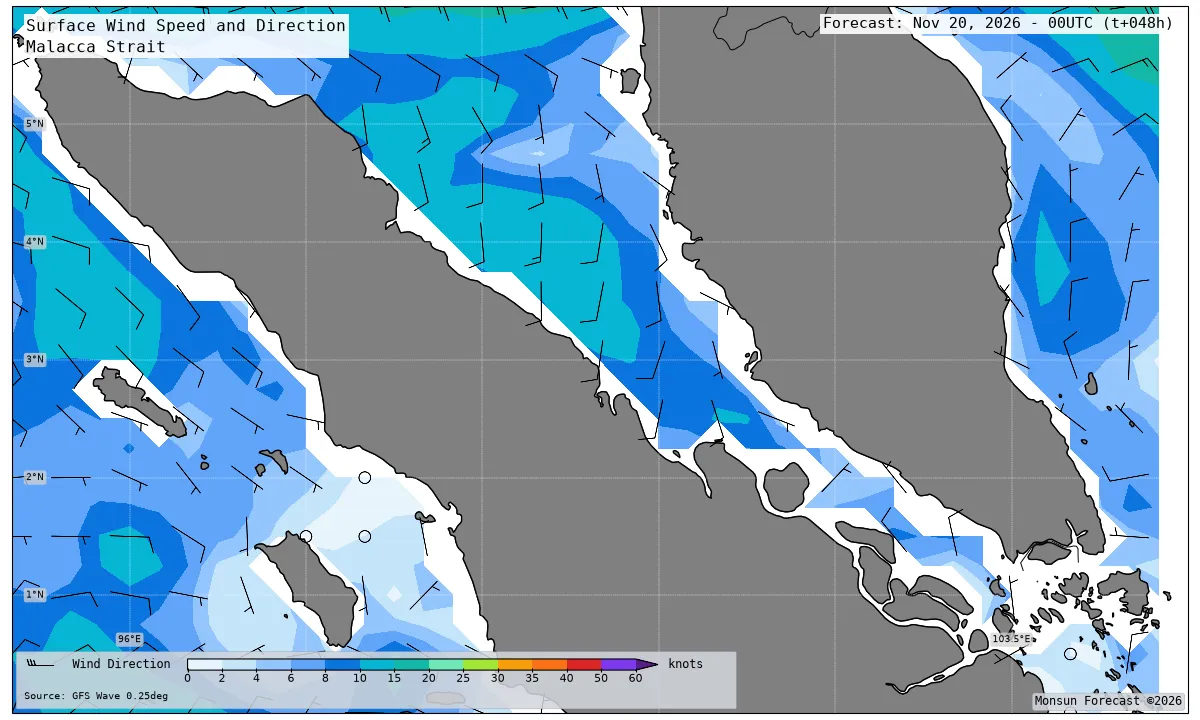 Surface Wind Speed and Direction
Malacca Strait
Forecast: Nov 20, 2026 - 00UTC (t+048h)
5°N
4°N
3°N
2°N
1°N
96°E
103.5°E
Wind Direction
knots
0 2 4 6 8 10 15 20 25 30 35 40 50 60
Source: GFS Wave 0.25deg
Monsun Forecast ©2026